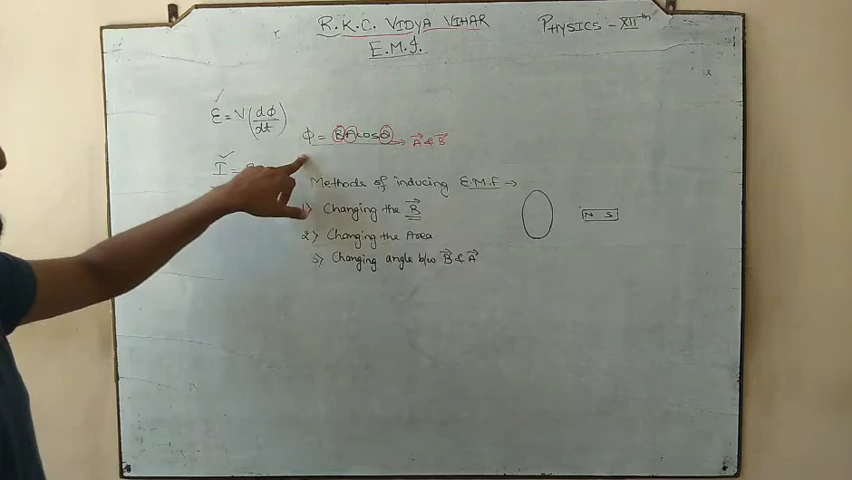 R.K.C. VIDYA VIHAR
PHYSICS - XII th
E.M.I.
ε = N (dφ/dt)
φ = BA cosθ → A⃗ & B⃗
I =
Methods of inducing E.M.F →
1) Changing the B⃗
2) Changing the Area
3) Changing angle b/w B⃗ & A⃗
N S